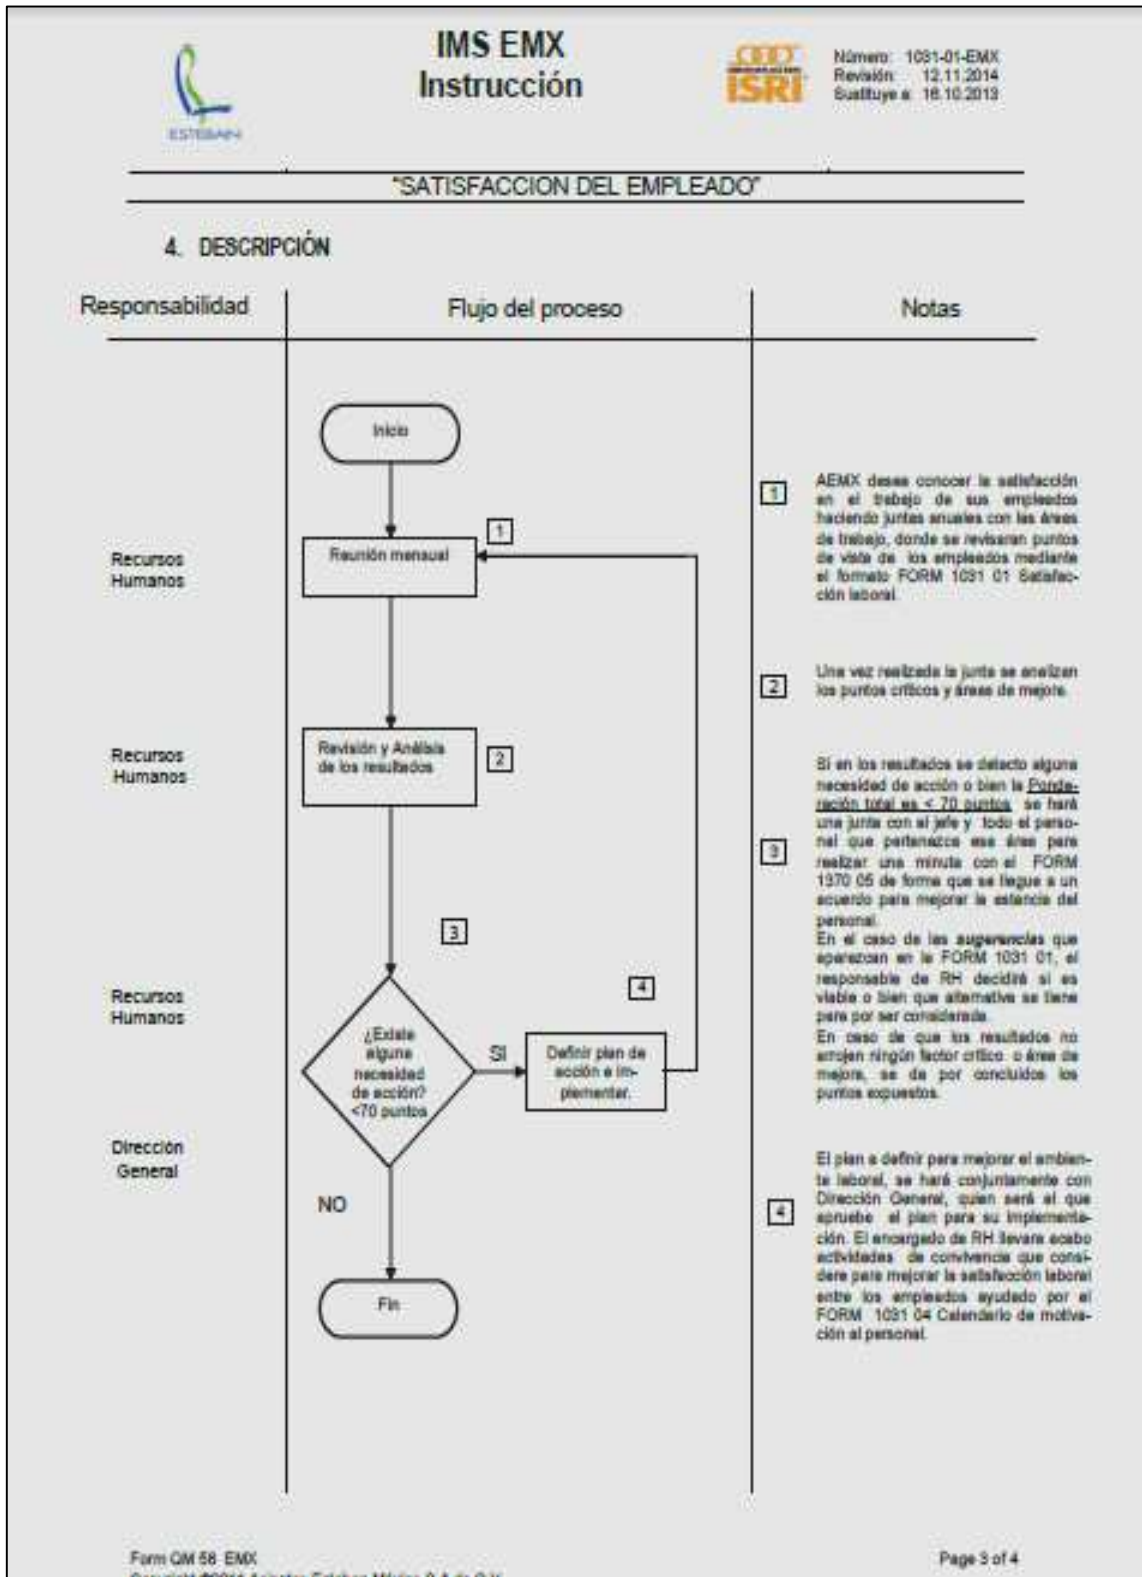 IMS EMX
Instrucción
ESTEBAN
ISRI
Número: 1031-01-EMX
Revisión: 12.11.2014
Sustituye a: 16.10.2013
"SATISFACCION DEL EMPLEADO"
4. DESCRIPCIÓN
Responsabilidad
Flujo del proceso
Notas
Inicio
1
Recursos
Humanos
Reunión mensual
1
AEMX desea conocer la satisfacción
en el trabajo de sus empleados
haciendo juntas anuales con las áreas
de trabajo, donde se revisaran puntos
de vista de los empleados mediante
el formato FORM 1031 01 Satisfac-
ción laboral.
2
Una vez realizada la junta se analizan
los puntos críticos y áreas de mejora.
Recursos
Humanos
Revisión y Análisis
de los resultados
2
3
Si en los resultados se detecto alguna
necesidad de acción o bien la Ponde-
ración total es < 70 puntos se hará
una junta con el jefe y todo el perso-
nal que pertenezca esa área para
realizar una minuta con el FORM
1370 05 de forma que se llegue a un
acuerdo para mejorar la estancia del
personal.
En el caso de las sugerencias que
aparezcan en la FORM 1031 01, el
responsable de RH decidirá si es
viable o bien que alternativa se tiene
para por ser considerada.
En caso de que los resultados no
arrojen ningún factor crítico o área de
mejora, se da por concluidos los
puntos expuestos.
3
Recursos
Humanos
¿Existe
alguna
necesidad
de acción?
<70 puntos
SI
4
Definir plan de
acción e im-
plementar.
Dirección
General
NO
4
El plan a definir para mejorar el ambien-
te laboral, se hará conjuntamente con
Dirección General, quien será el que
apruebe el plan para su implementa-
ción. El encargado de RH llevara acabo
actividades de convivencia que consi-
dere para mejorar la satisfacción laboral
entre los empleados ayudado por el
FORM 1031 04 Calendario de motiva-
ción al personal.
Fin
Form QM 58 EMX
Page 3 of 4